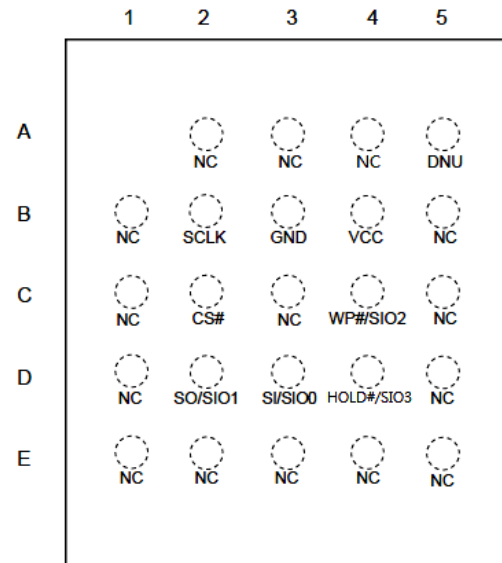 1 2 3 4 5
A
NC NC NC DNU
B
NC SCLK GND VCC NC
C
NC CS# NC WP#/SIO2 NC
D
NC SO/SIO1 SI/SIO0 HOLD#/SIO3 NC
E
NC NC NC NC NC